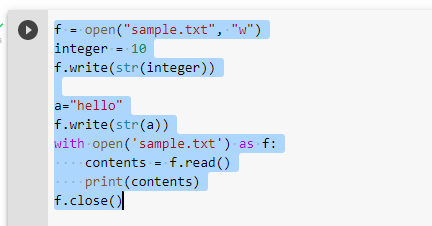 f = open("sample.txt", "w")
integer = 10
f.write(str(integer))
a="hello"
f.write(str(a))
with open('sample.txt') as f:
    contents = f.read()
    print(contents)
f.close()